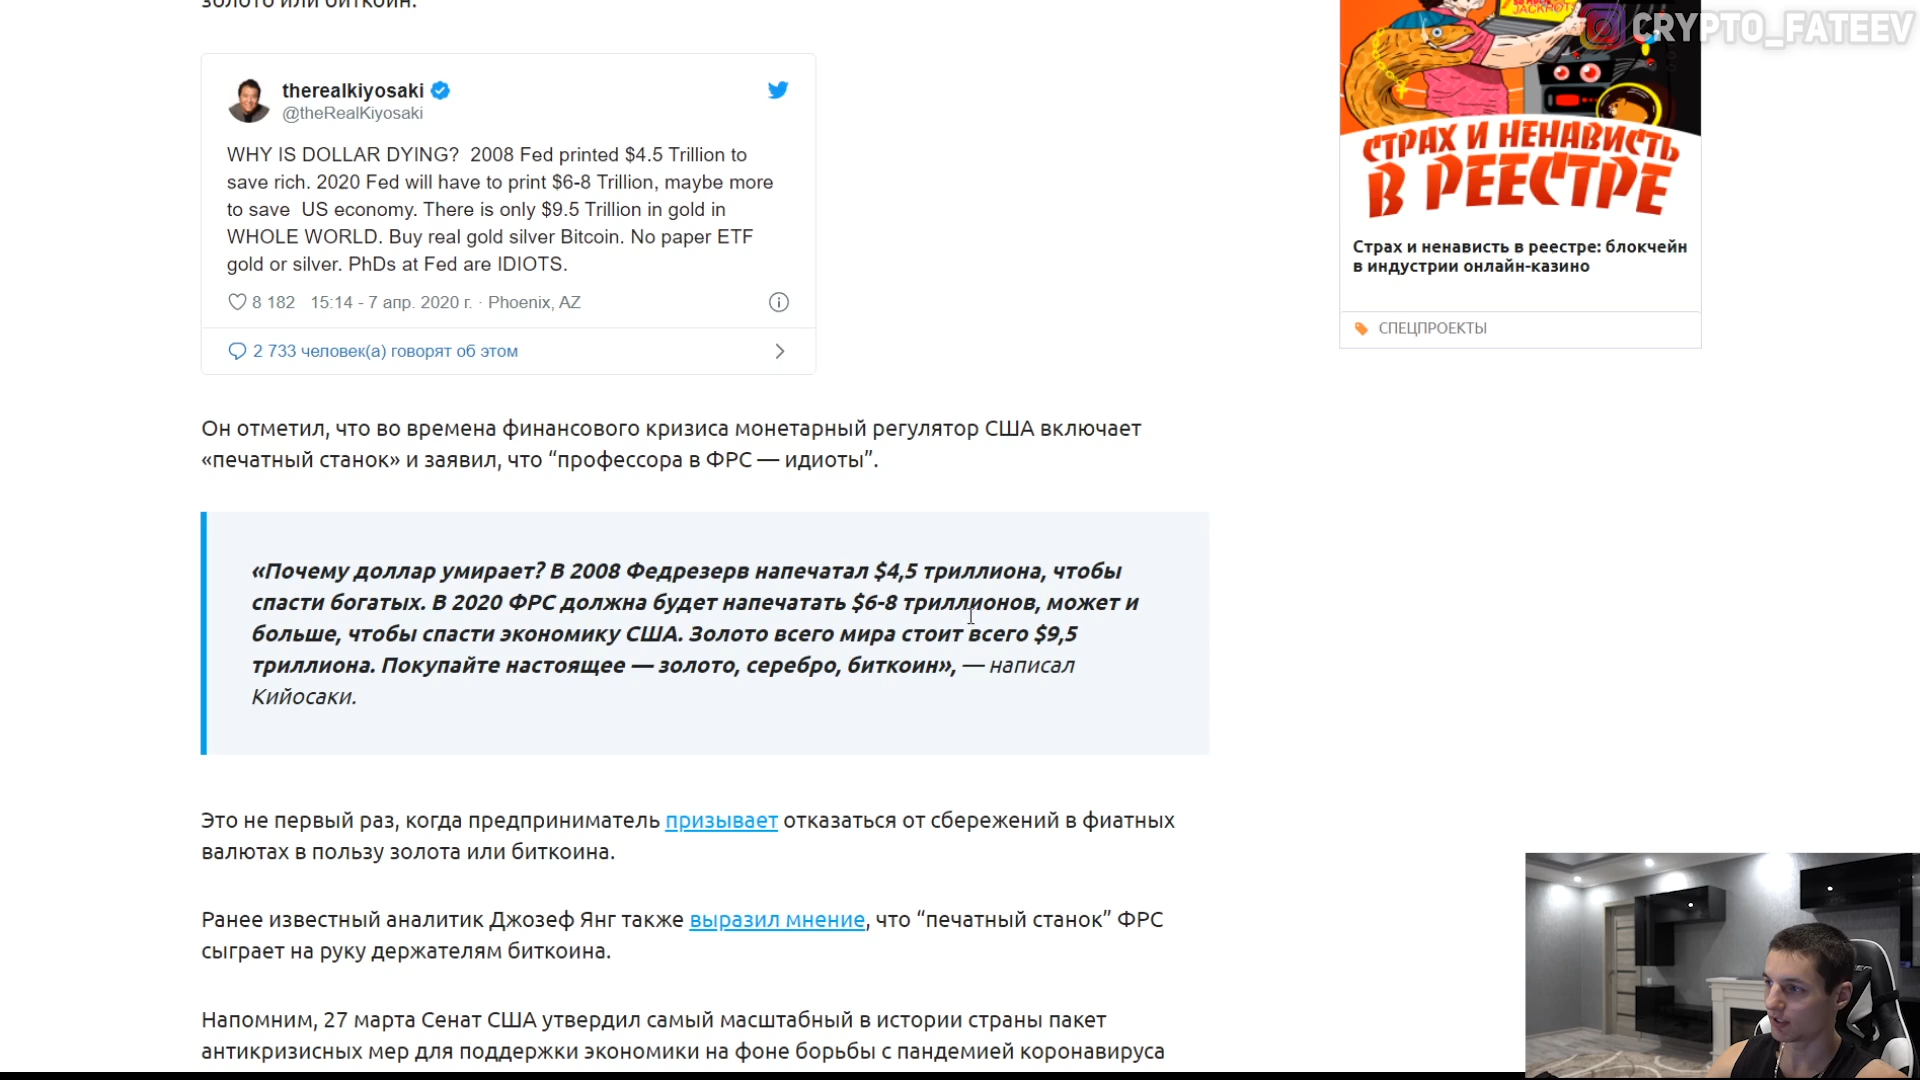 золото или биткоин.
therealkiyosaki
@theRealKiyosaki
WHY IS DOLLAR DYING?  2008 Fed printed $4.5 Trillion to
save rich. 2020 Fed will have to print $6-8 Trillion, maybe more
to save  US economy. There is only $9.5 Trillion in gold in
WHOLE WORLD. Buy real gold silver Bitcoin. No paper ETF
gold or silver. PhDs at Fed are IDIOTS.
8 182 15:14 - 7 апр. 2020 г. · Phoenix, AZ
2 733 человек(а) говорят об этом
Он отметил, что во времена финансового кризиса монетарный регулятор США включает
«печатный станок» и заявил, что “профессора в ФРС — идиоты”.
«Почему доллар умирает? В 2008 Федрезерв напечатал $4,5 триллиона, чтобы
спасти богатых. В 2020 ФРС должна будет напечатать $6-8 триллионов, может и
больше, чтобы спасти экономику США. Золото всего мира стоит всего $9,5
триллиона. Покупайте настоящее — золото, серебро, биткоин», — написал
Кийосаки.
Это не первый раз, когда предприниматель призывает отказаться от сбережений в фиатных
валютах в пользу золота или биткоина.
Ранее известный аналитик Джозеф Янг также выразил мнение, что “печатный станок” ФРС
сыграет на руку держателям биткоина.
Напомним, 27 марта Сенат США утвердил самый масштабный в истории страны пакет
антикризисных мер для поддержки экономики на фоне борьбы с пандемией коронавируса
CRYPTO_FATEEV
JACKPOTS
СТРАХ И НЕНАВИСТЬ
В РЕЕСТРЕ
Страх и ненависть в реестре: блокчейн
в индустрии онлайн-казино
СПЕЦПРОЕКТЫ